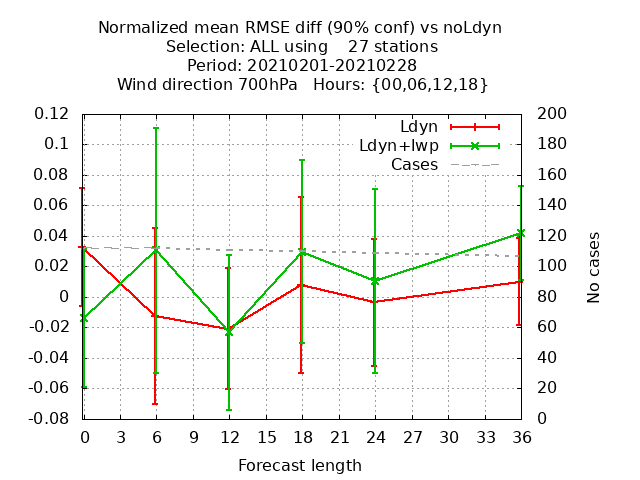 Normalized mean RMSE diff (90% conf) vs noLdyn
Selection: ALL using 27 stations
Period: 20210201-20210228
Wind direction 700hPa Hours: {00,06,12,18}
Ldyn
Ldyn+lwp
Cases
0.12
0.1
0.08
0.06
0.04
0.02
0
-0.02
-0.04
-0.06
-0.08
200
180
160
140
120
100
80
60
40
20
0
No cases
0 3 6 9 12 15 18 21 24 27 30 33 36
Forecast length